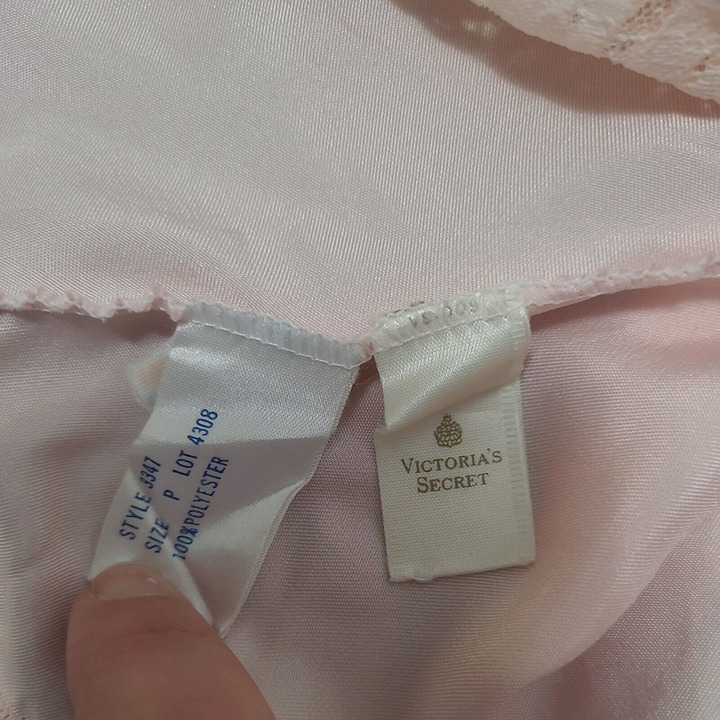 STYLE 3347
SIZE P LOT 4308
100% POLYESTER
VICTORIA'S
SECRET